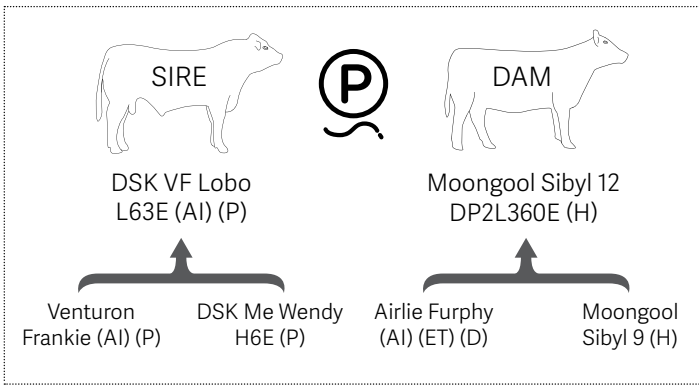 SIRE
P
DAM
DSK VF Lobo
L63E (AI) (P)
Moongool Sibyl 12
DP2L360E (H)
Venturon
Frankie (AI) (P)
DSK Me Wendy
H6E (P)
Airlie Furphy
(AI) (ET) (D)
Moongool
Sibyl 9 (H)